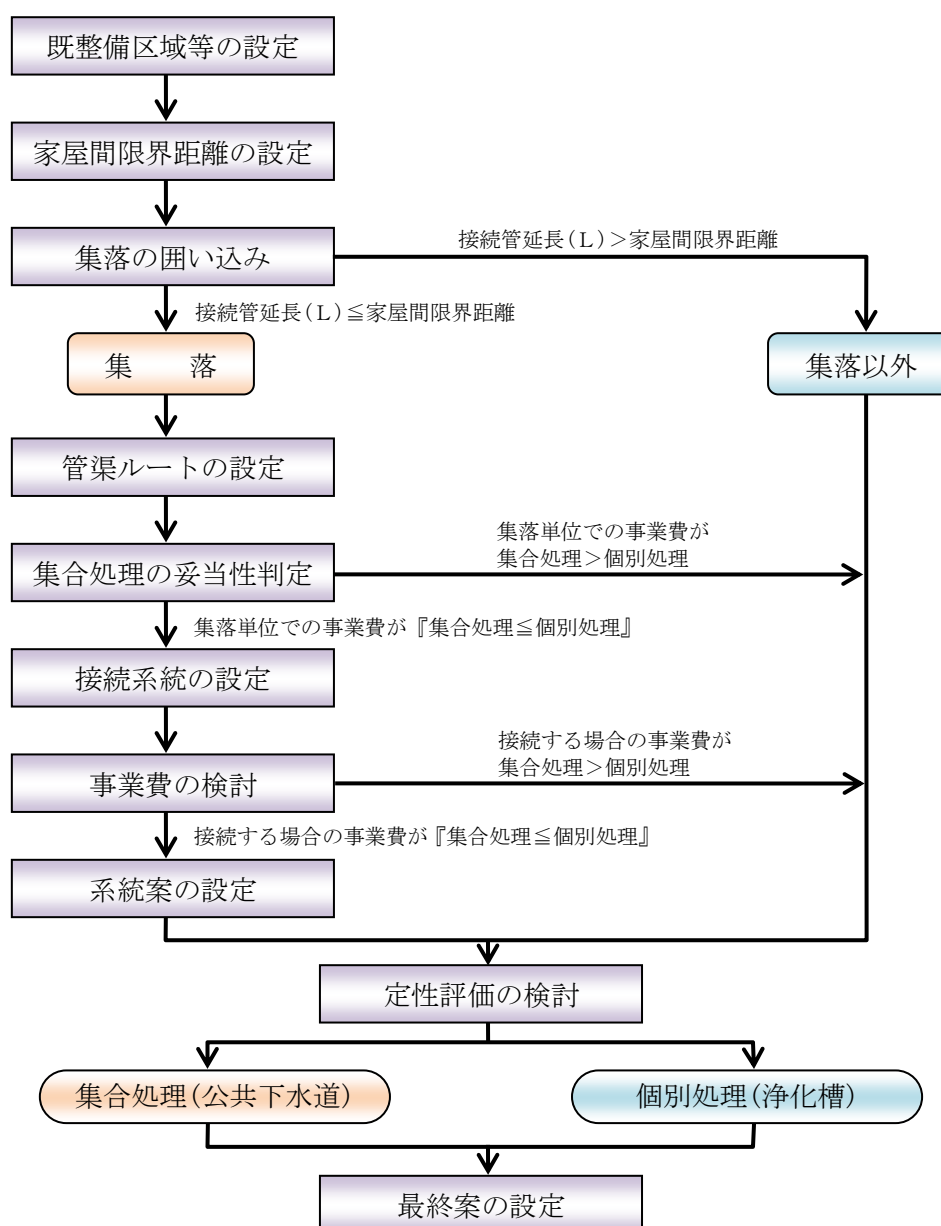 既整備区域等の設定
家屋間限界距離の設定
集落の囲い込み
接続管延長(L)>家屋間限界距離
接続管延長(L)≦家屋間限界距離
集　　落
集落以外
管渠ルートの設定
集落単位での事業費が
集合処理>個別処理
集合処理の妥当性判定
集落単位での事業費が『集合処理≦個別処理』
接続系統の設定
接続する場合の事業費が
集合処理>個別処理
事業費の検討
接続する場合の事業費が『集合処理≦個別処理』
系統案の設定
定性評価の検討
集合処理(公共下水道)
個別処理(浄化槽)
最終案の設定